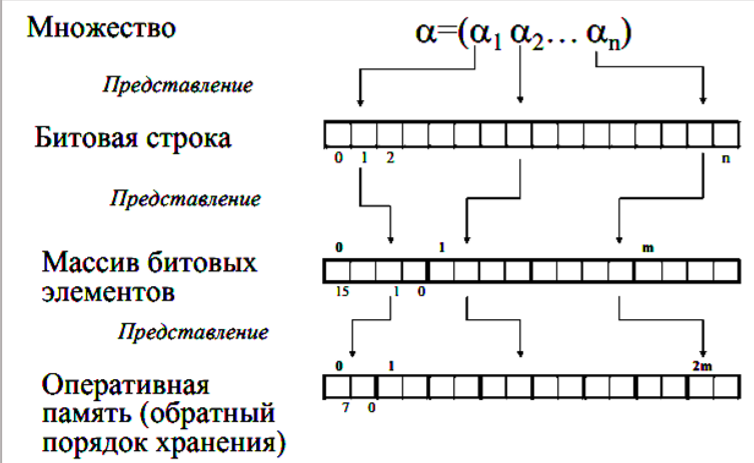 Множество α=(α1 α2... αn)
Представление
Битовая строка
0 1 2 n
Представление
0 1 m
Массив битовых
элементов
15 1 0
Представление
0 1 2m
Оперативная
память (обратный
7 0
порядок хранения)